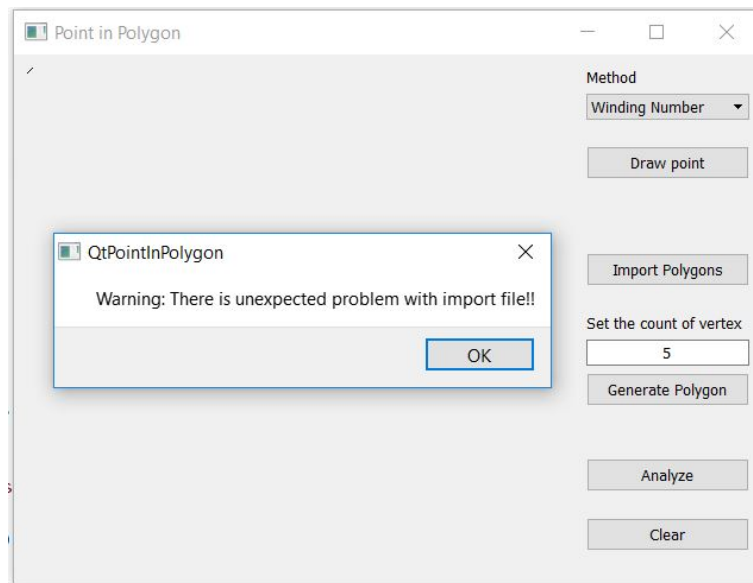 Point in Polygon
Method
Winding Number
Draw point
QtPointInPolygon
Warning: There is unexpected problem with import file!!
OK
Import Polygons
Set the count of vertex
5
Generate Polygon
Analyze
Clear